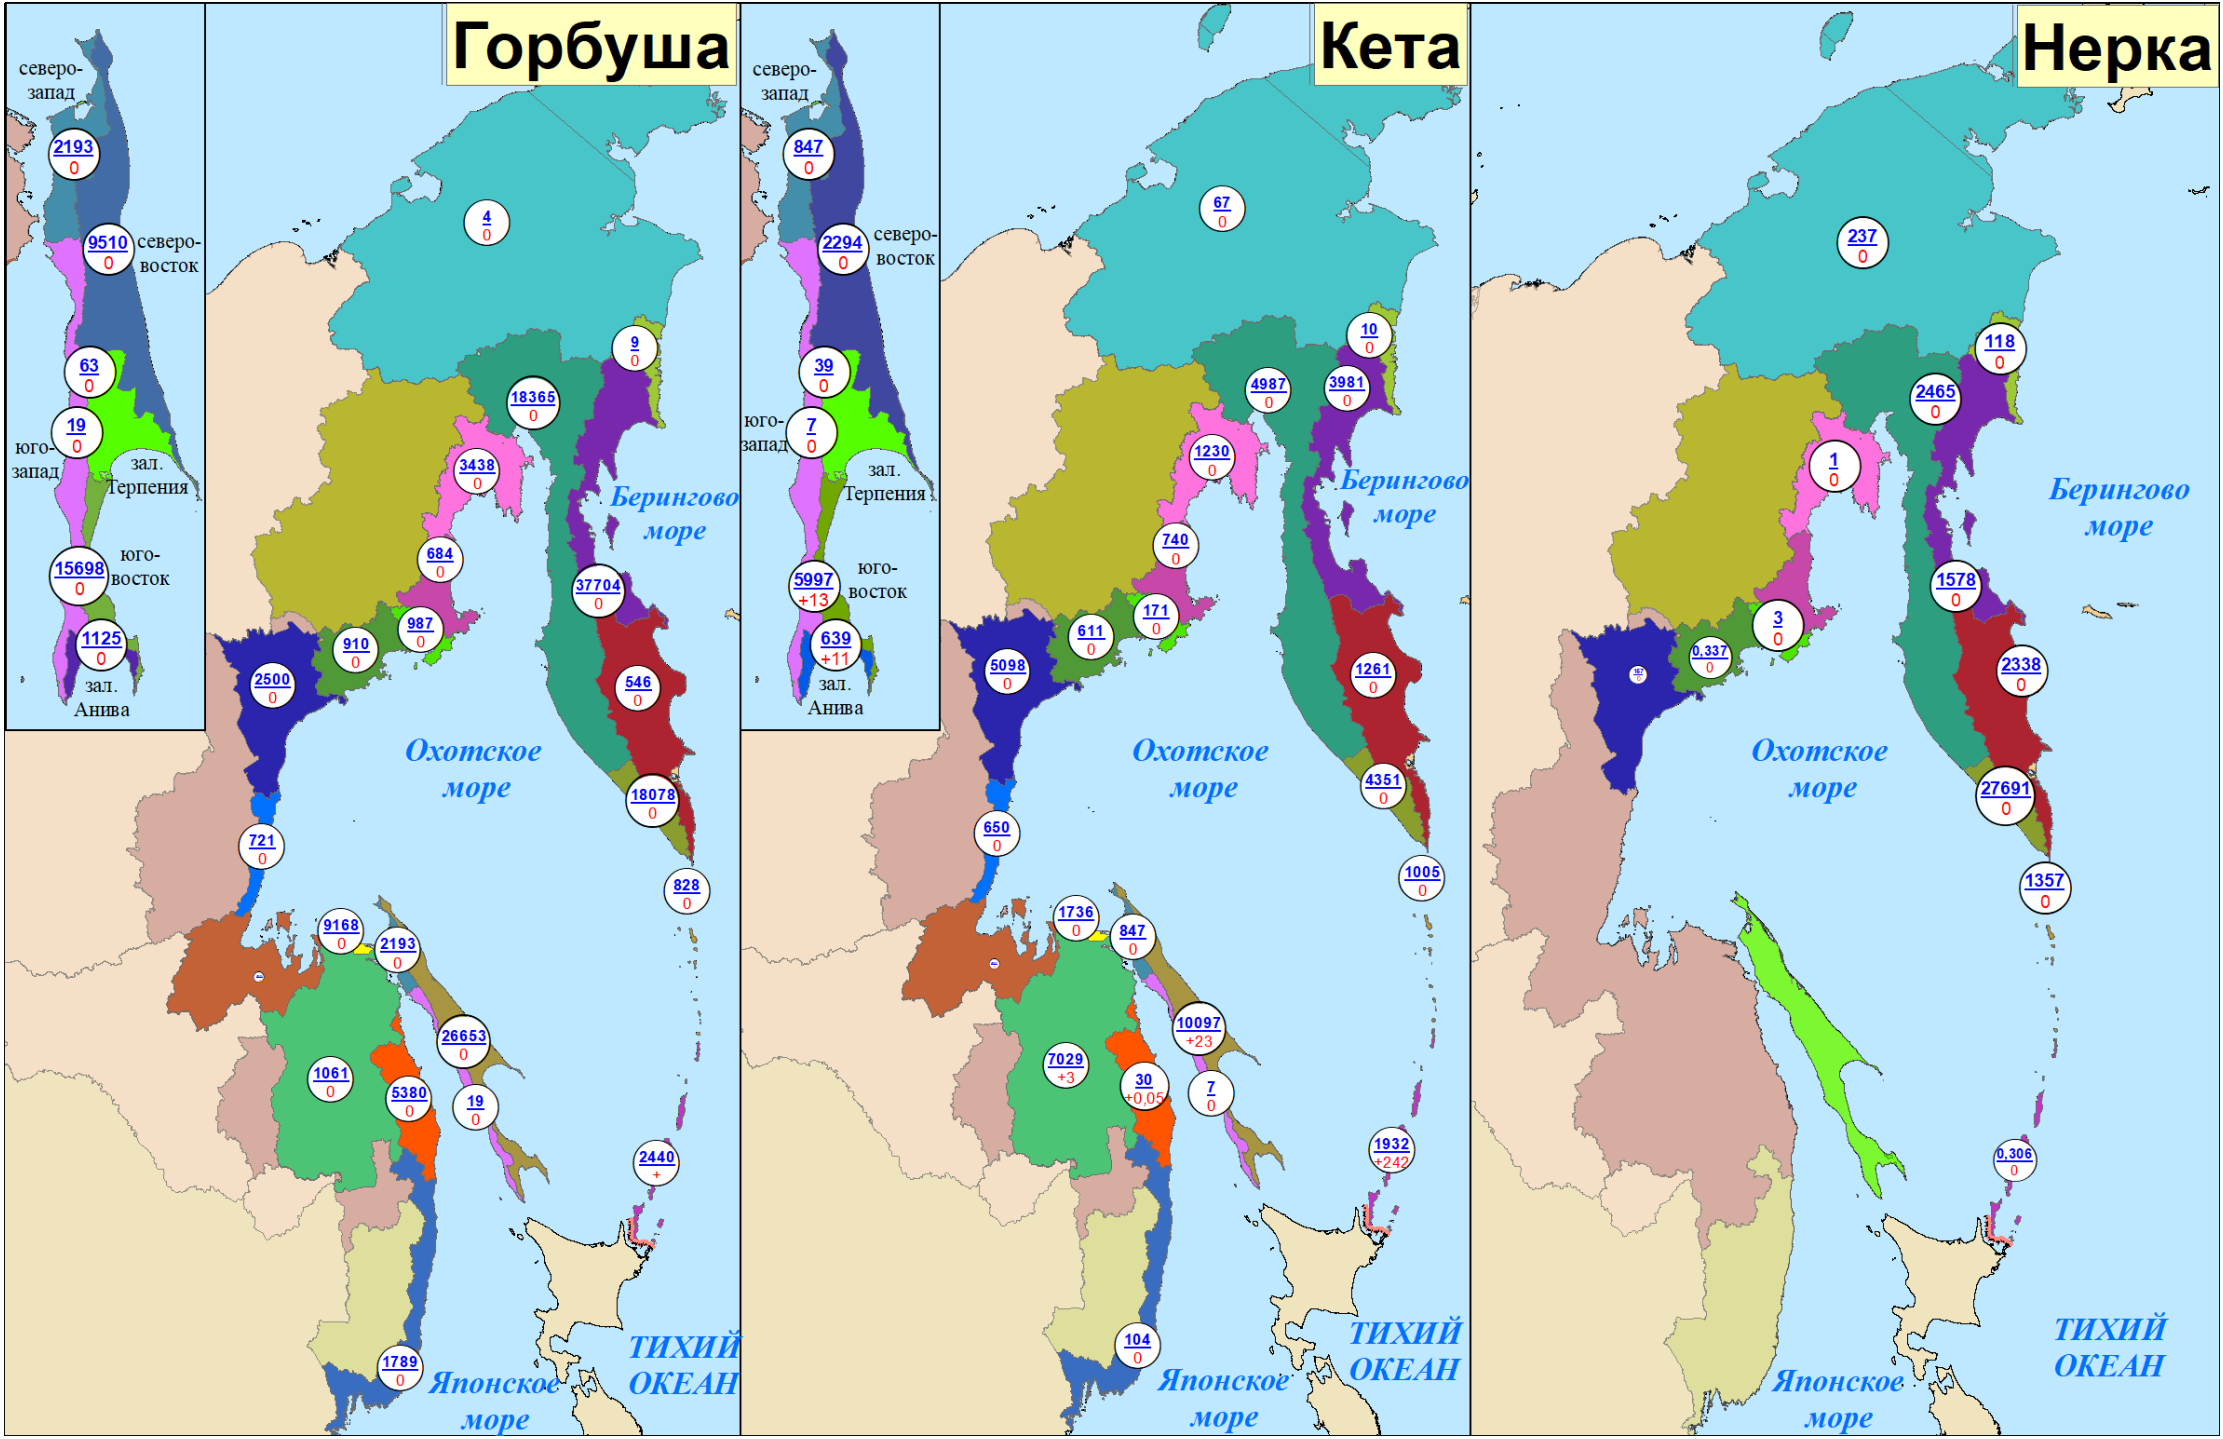 Горбуша
северо-
запад
2193
0
9510
0
северо-
восток
63
0
19
0
юго-
запад
зал.
Терпения
15698
0
юго-
восток
1125
0
зал.
Анива
4
0
9
0
18365
0
3438
0
Берингово
море
684
0
37704
0
987
0
910
0
2500
0
546
0
Охотское
море
18078
0
721
0
828
0
9168
0
2193
0
26653
0
1061
0
5380
0
19
0
2440
+
1789
0
ТИХИЙ
ОКЕАН
Японское
море
Кета
северо-
запад
847
0
2294
0
северо-
восток
39
0
7
0
юго-
запад
зал.
Терпения
5997
+13
юго-
восток
639
+11
зал.
Анива
67
0
10
0
4987
0
3981
0
1230
0
Берингово
море
740
0
171
0
611
0
5098
0
1261
0
Охотское
море
4351
0
650
0
1005
0
1736
0
847
0
10097
+23
7029
+3
30
+0,05
7
0
1932
+242
104
0
ТИХИЙ
ОКЕАН
Японское
море
Нерка
237
0
118
0
2465
0
1
0
Берингово
море
1578
0
3
0
0,337
0
2338
0
Охотское
море
27691
0
1357
0
0,306
0
ТИХИЙ
ОКЕАН
Японское
море